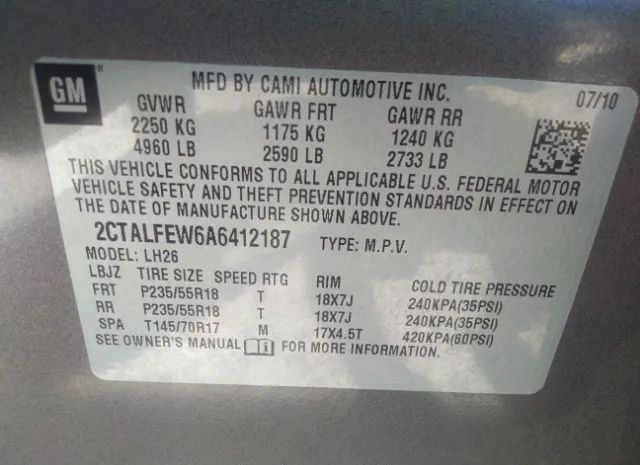 GM
MFD BY CAMI AUTOMOTIVE INC.
07/10
GVWR GAWR FRT GAWR RR
2250 KG 1175 KG 1240 KG
4960 LB 2590 LB 2733 LB
THIS VEHICLE CONFORMS TO ALL APPLICABLE U.S. FEDERAL MOTOR
VEHICLE SAFETY AND THEFT PREVENTION STANDARDS IN EFFECT ON
THE DATE OF MANUFACTURE SHOWN ABOVE.
2CTALFEW6A6412187 TYPE: M.P.V.
MODEL: LH26
LBJZ TIRE SIZE SPEED RTG RIM COLD TIRE PRESSURE
FRT P235/55R18 T 18X7J 240KPA(35PSI)
RR P235/55R18 T 18X7J 240KPA(35PSI)
SPA T145/70R17 M 17X4.5T 420KPA(60PSI)
SEE OWNER'S MANUAL FOR MORE INFORMATION.